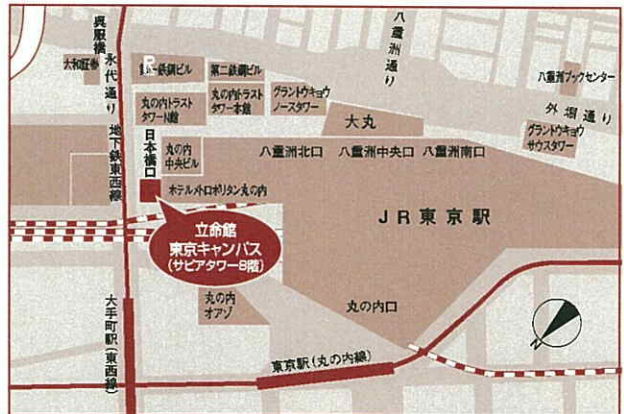 呉服橋
永代通り
大和証券
第一鉄鋼ビル
第二鉄鋼ビル
八重洲通り
八重洲ブックセンター
外堀通り
丸の内トラスト
タワーN館
丸の内トラスト
タワー本館
グラントウキョウ
ノースタワー
大丸
グラントウキョウ
サウスタワー
地下鉄東西線
日本橋口
丸の内
中央ビル
八重洲北口
八重洲中央口
八重洲南口
ホテルメトロポリタン丸の内
JR東京駅
立命館
東京キャンパス
(サピアタワー8階)
丸の内
オアゾ
丸の内口
N
大手町駅(東西線)
東京駅(丸の内線)